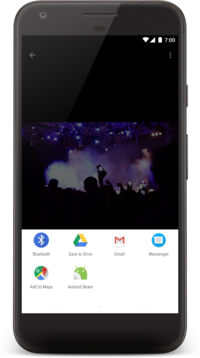 7:00
Bluetooth
Save to Drive
Gmail
Messenger
Add to Maps
Android Beam